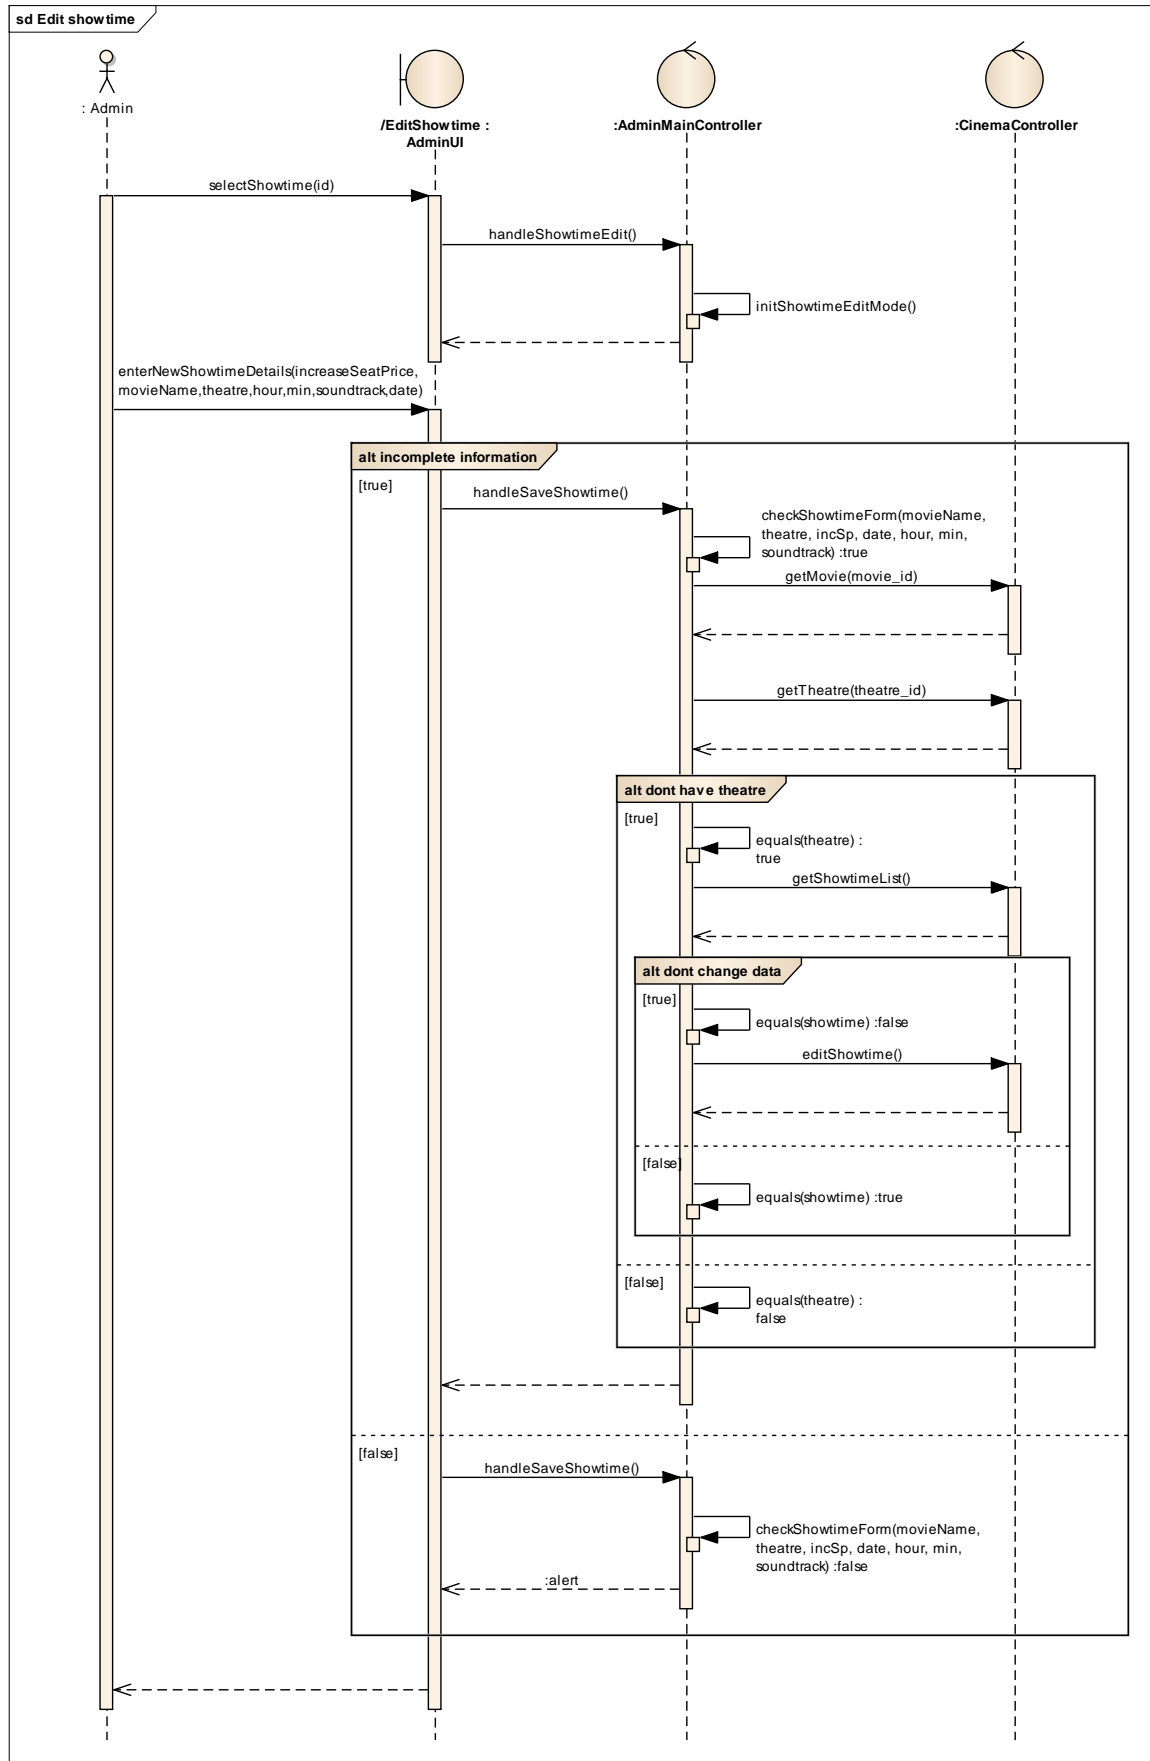 sd Edit showtime
: Admin
/EditShowtime :
AdminUI
:AdminMainController
:CinemaController
selectShowtime(id)
handleShowtimeEdit()
initShowtimeEditMode()
enterNewShowtimeDetails(increaseSeatPrice,
movieName,theatre,hour,min,soundtrack,date)
alt incomplete information
[true]
handleSaveShowtime()
checkShowtimeForm(movieName,
theatre, incSp, date, hour, min,
soundtrack) :true
getMovie(movie_id)
getTheatre(theatre_id)
alt dont have theatre
[true]
equals(theatre) :
true
getShowtimeList()
alt dont change data
[true]
equals(showtime) :false
editShowtime()
[false]
equals(showtime) :true
[false]
equals(theatre) :
false
[false]
handleSaveShowtime()
checkShowtimeForm(movieName,
theatre, incSp, date, hour, min,
soundtrack) :false
:alert